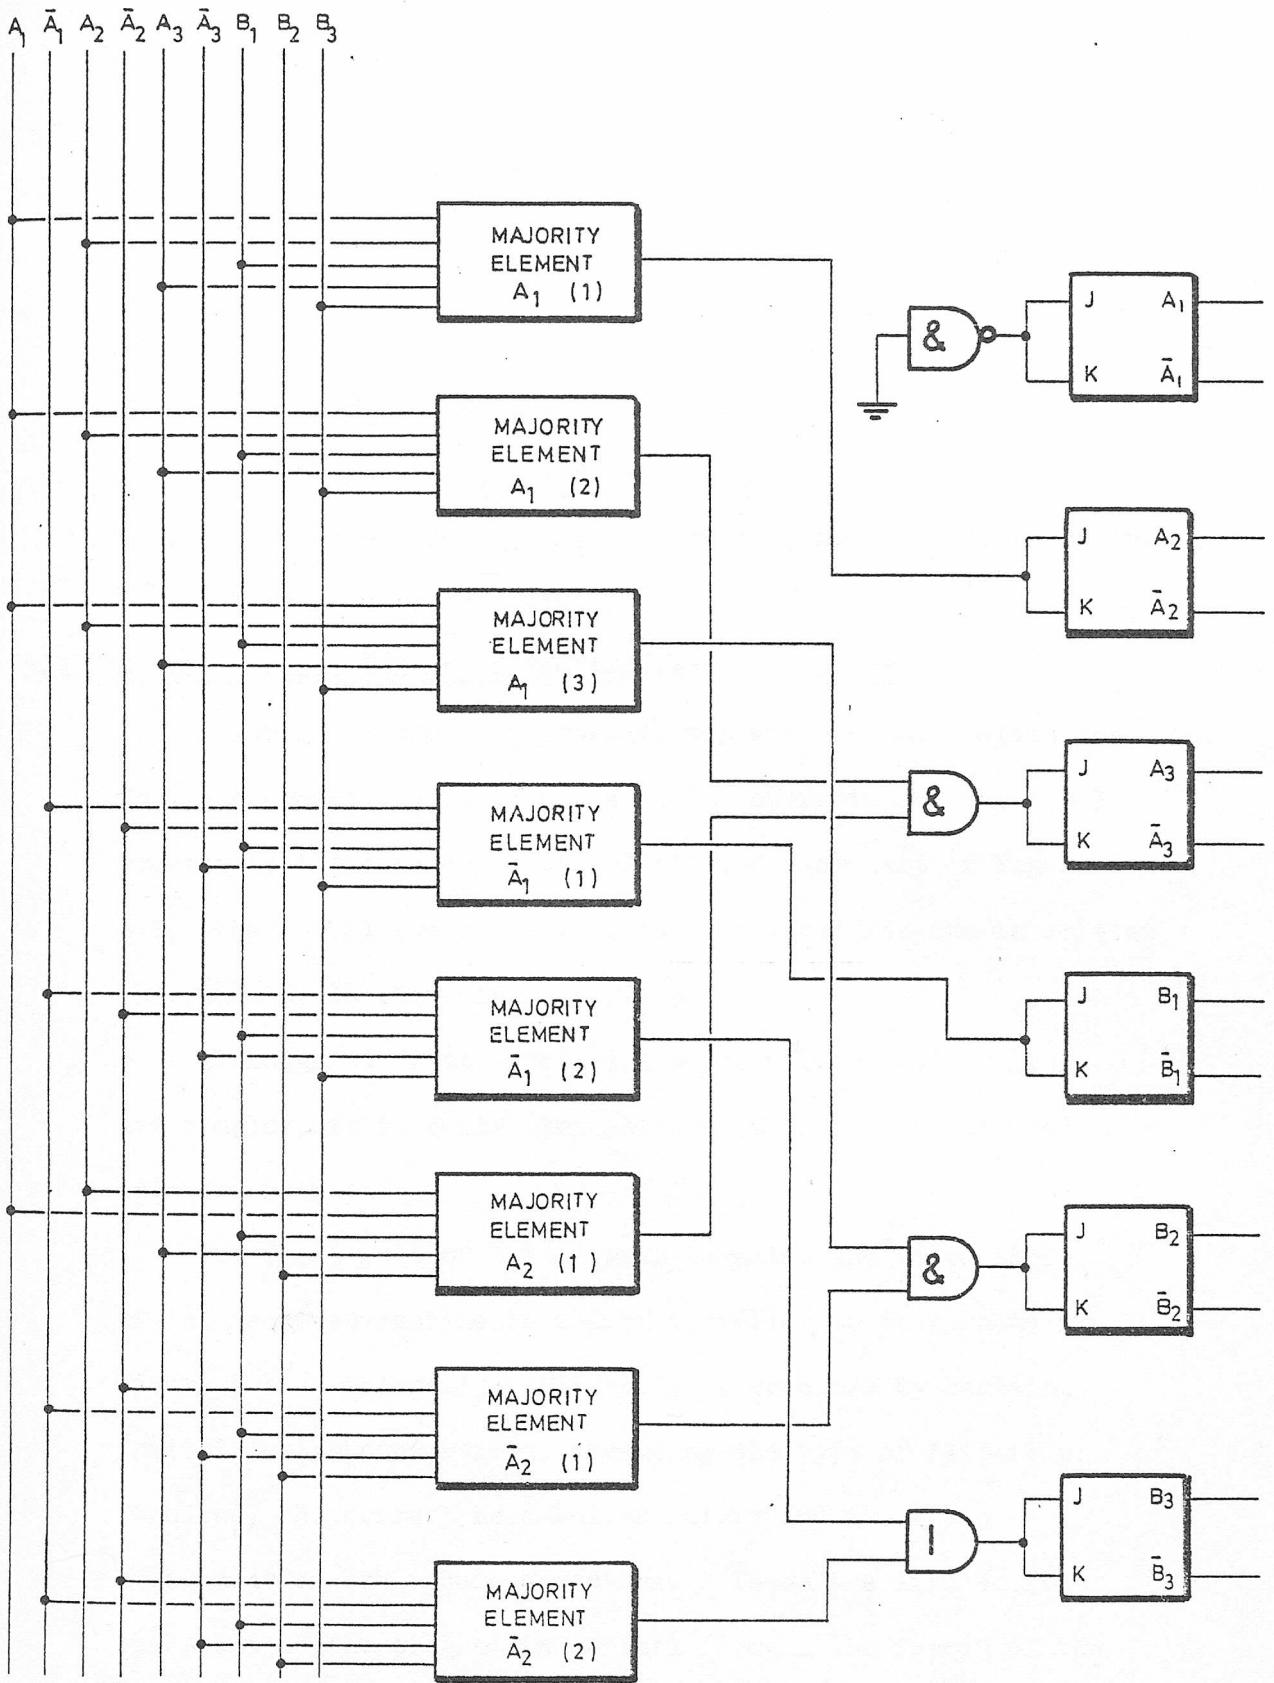 A₁ Ā₁ A₂ Ā₂ A₃ Ā₃ B₁ B₂ B₃
MAJORITY
ELEMENT
A₁ (1)
MAJORITY
ELEMENT
A₁ (2)
MAJORITY
ELEMENT
A₁ (3)
MAJORITY
ELEMENT
Ā₁ (1)
MAJORITY
ELEMENT
Ā₁ (2)
MAJORITY
ELEMENT
A₂ (1)
MAJORITY
ELEMENT
Ā₂ (1)
MAJORITY
ELEMENT
Ā₂ (2)
&
J A₁
K Ā₁
J A₂
K Ā₂
&
J A₃
K Ā₃
J B₁
K B̄₁
&
J B₂
K B̄₂
1
J B₃
K B̄₃